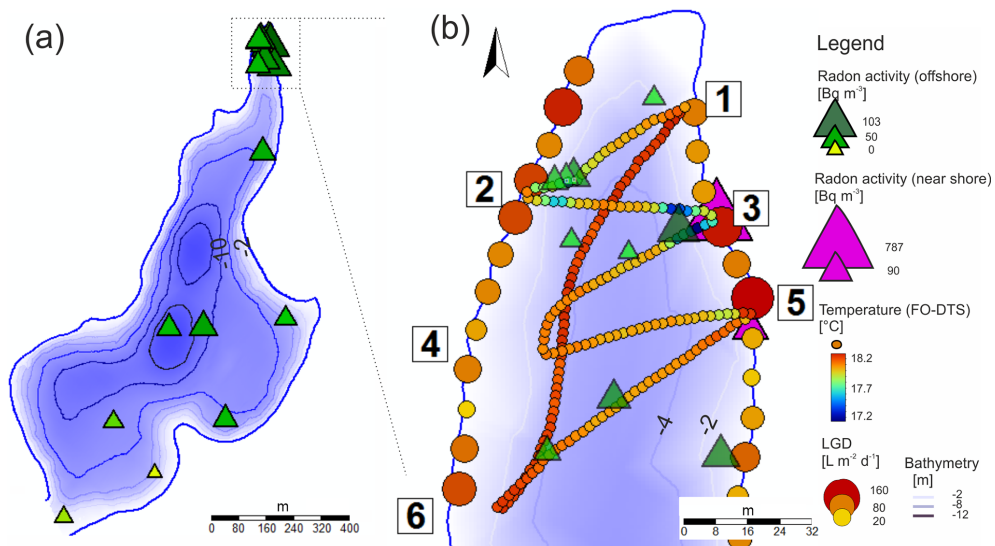 (a)
-10
-2
m
0 80 160 240 320 400
(b)
1
2
3
4
5
6
-4
-2
m
0 8 16 24 32
Legend
Radon activity (offshore)
[Bq m-³]
103
50
0
Radon activity (near shore)
[Bq m-³]
787
90
Temperature (FO-DTS)
[°C]
18.2
17.7
17.2
LGD
[L m⁻² d⁻¹]
160
80
20
Bathymetry
[m]
-2
-8
-12